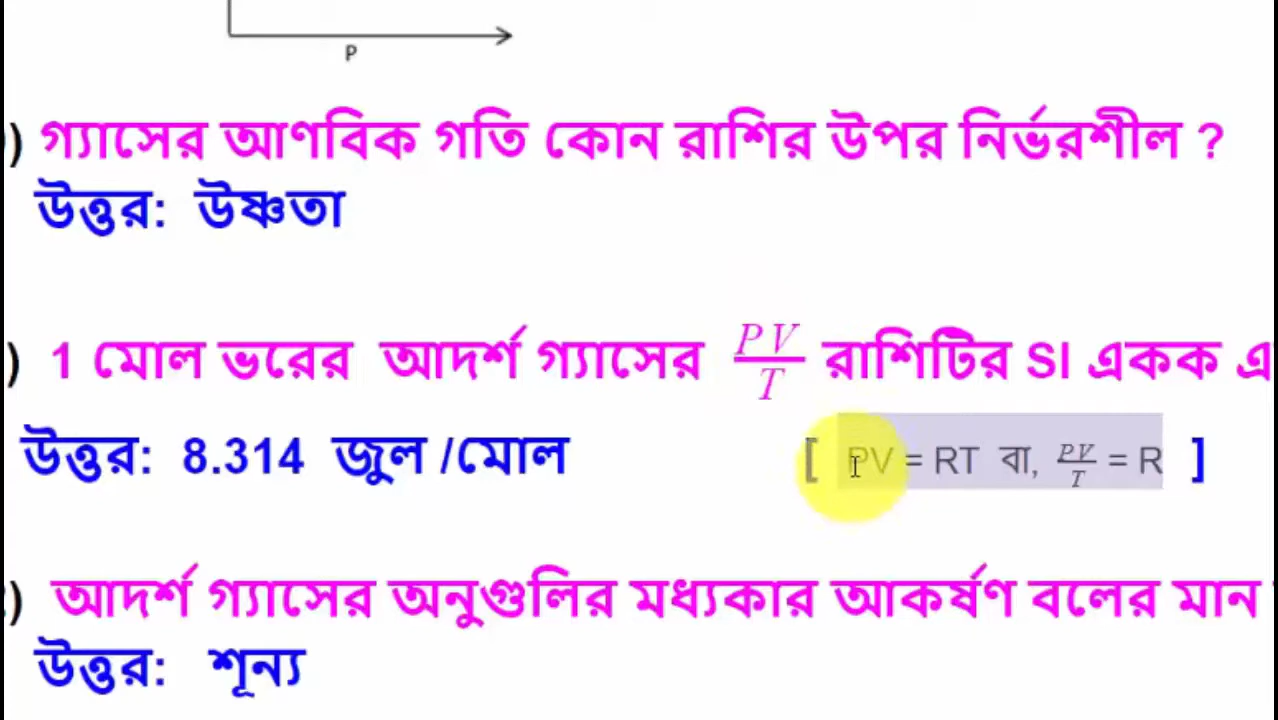 P
) গ্যাসের আণবিক গতি কোন রাশির উপর নির্ভরশীল ?
উত্তর: উষ্ণতা
) 1 মোল ভরের আদর্শ গ্যাসের PV/T রাশিটির SI একক এ
উত্তর: 8.314 জুল /মোল [ PV = RT বা, PV/T = R ]
) আদর্শ গ্যাসের অনুগুলির মধ্যকার আকর্ষণ বলের মান
উত্তর: শূন্য